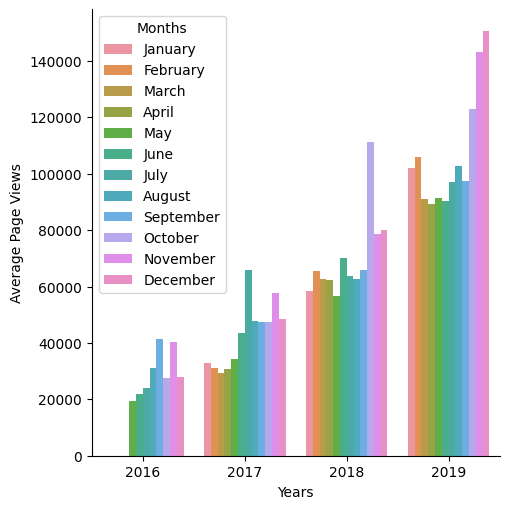 Months
January
February
March
April
May
June
July
August
September
October
November
December
140000
120000
100000
80000
60000
40000
20000
0
Average Page Views
2016 2017 2018 2019
Years